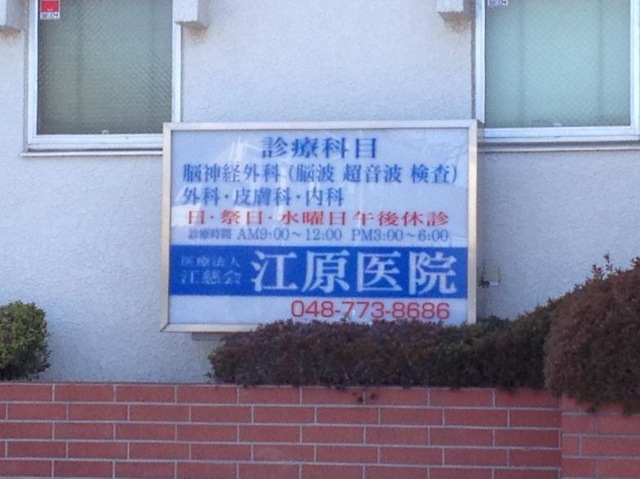 診療科目
脳神経外科(脳波 超音波 検査)
外科・皮膚科・内科
日・祭日・水曜日午後休診
診療時間 AM9:00〜12:00 PM3:00〜6:00
医療法人
江慈会
江原医院
048-773-8686